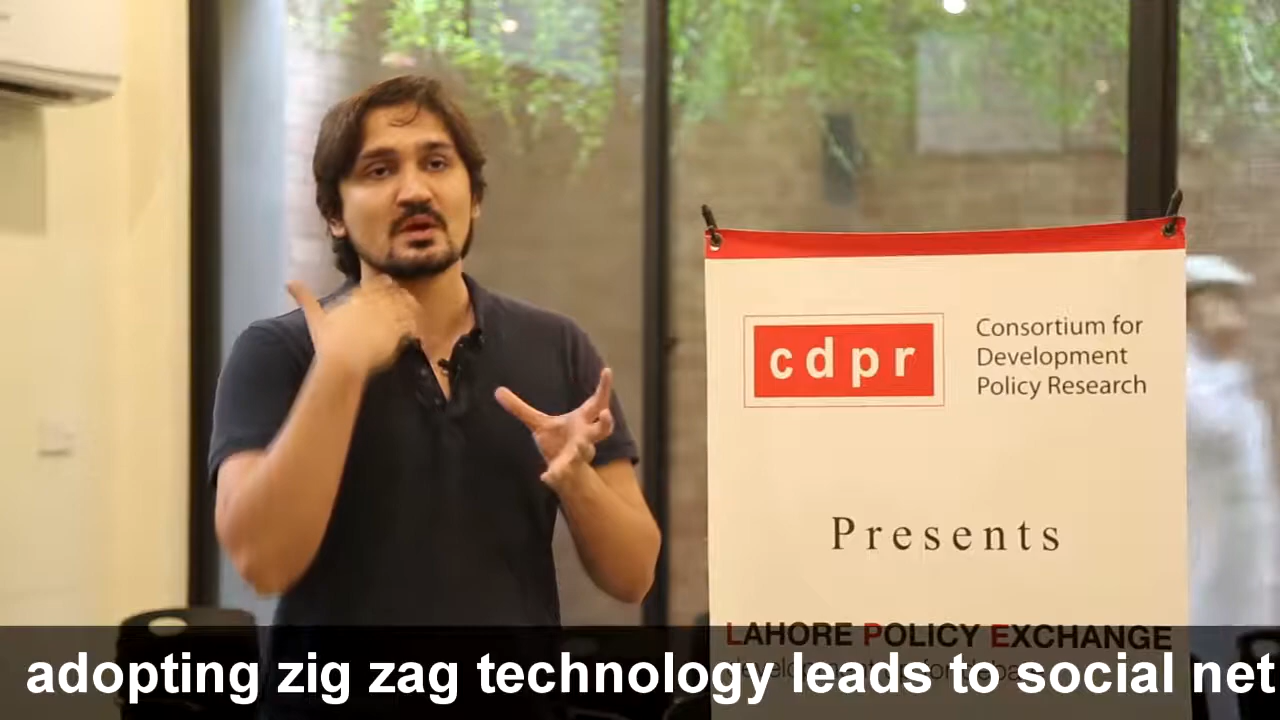 cdpr
Consortium for
Development
Policy Research
Presents
LAHORE POLICY EXCHANGE
adopting zig zag technology leads to social net